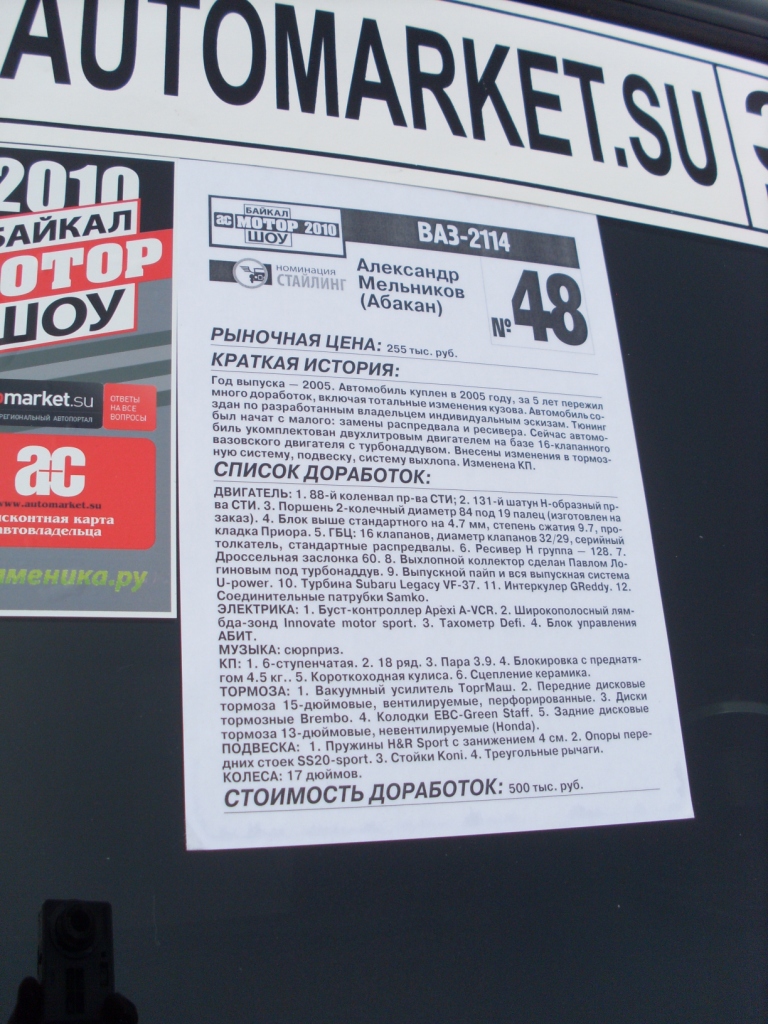 AUTOMARKET.SU
2010
БАЙКАЛ
МОТОР
ШОУ
market.su
РЕГИОНАЛЬНЫЙ АВТОПОРТАЛ
ОТВЕТЫ
НА ВСЕ
ВОПРОСЫ
ас
www.automarket.su
дисконтная карта
автовладельца
аменика.ру
БАЙКАЛ
ас МОТОР 2010
ШОУ
ВАЗ-2114
НОМИНАЦИЯ
СТАЙЛИНГ
Александр
Мельников
(Абакан)
№ 48
РЫНОЧНАЯ ЦЕНА: 255 тыс. руб.
КРАТКАЯ ИСТОРИЯ:
Год выпуска — 2005. Автомобиль куплен в 2005 году, за 5 лет пережил
много доработок, включая тотальные изменения кузова. Автомобиль со-
здан по разработанным владельцем индивидуальным эскизам. Тюнинг
был начат с малого: замены распредвала и ресивера. Сейчас автомо-
биль укомплектован двухлитровым двигателем на базе 16-клапанного
вазовского двигателя с турбонаддувом. Внесены изменения в тормоз-
ную систему, подвеску, систему выхлопа. Изменена КП.
СПИСОК ДОРАБОТОК:
ДВИГАТЕЛЬ: 1. 88-й коленвал пр-ва СТИ; 2. 131-й шатун Н-образный пр-
ва СТИ. 3. Поршень 2-колечный диаметр 84 под 19 палец (изготовлен на
заказ). 4. Блок выше стандартного на 4.7 мм, степень сжатия 9.7, про-
кладка Приора. 5. ГБЦ: 16 клапанов, диаметр клапанов 32/29, серийный
толкатель, стандартные распредвалы. 6. Ресивер Н группа – 128. 7.
Дроссельная заслонка 60. 8. Выхлопной коллектор сделан Павлом Ло-
гиновым под турбонаддув. 9. Выпускной пайп и вся выпускная система
U-power. 10. Турбина Subaru Legacy VF-37. 11. Интеркулер GReddy. 12.
Соединительные патрубки Samko.
ЭЛЕКТРИКА: 1. Буст-контроллер Apexi A-VCR. 2. Широкополосный лям-
бда-зонд Innovate motor sport. 3. Тахометр Defi. 4. Блок управления
АБИТ.
МУЗЫКА: сюрприз.
КП: 1. 6-ступенчатая. 2. 18 ряд. 3. Пара 3.9. 4. Блокировка с преднатя-
гом 4.5 кг.. 5. Короткоходная кулиса. 6. Сцепление керамика.
ТОРМОЗА: 1. Вакуумный усилитель ТоргМаш. 2. Передние дисковые
тормоза 15-дюймовые, вентилируемые, перфорированные. 3. Диски
тормозные Brembo. 4. Колодки EBC-Green Staff. 5. Задние дисковые
тормоза 13-дюймовые, невентилируемые (Honda).
ПОДВЕСКА: 1. Пружины H&R Sport с занижением 4 см. 2. Опоры пере-
дних стоек SS20-sport. 3. Стойки Koni. 4. Треугольные рычаги.
КОЛЕСА: 17 дюймов.
СТОИМОСТЬ ДОРАБОТОК: 500 тыс. руб.